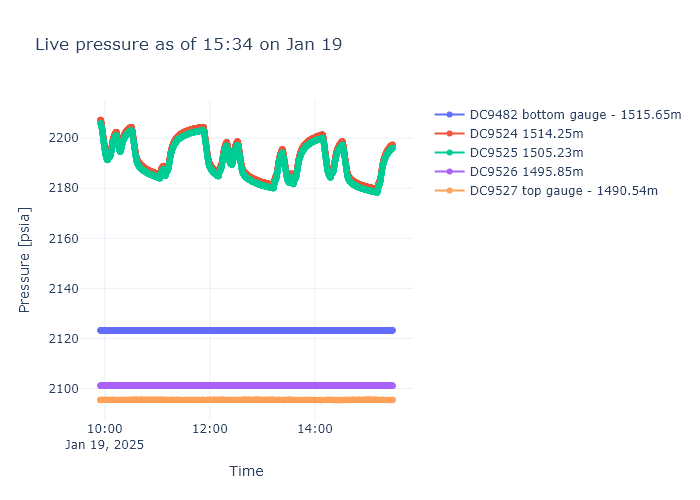 Live pressure as of 15:34 on Jan 19
DC9482 bottom gauge - 1515.65m
DC9524 1514.25m
DC9525 1505.23m
DC9526 1495.85m
DC9527 top gauge - 1490.54m
Pressure [psia]
2200
2180
2160
2140
2120
2100
10:00
12:00
14:00
Jan 19, 2025
Time